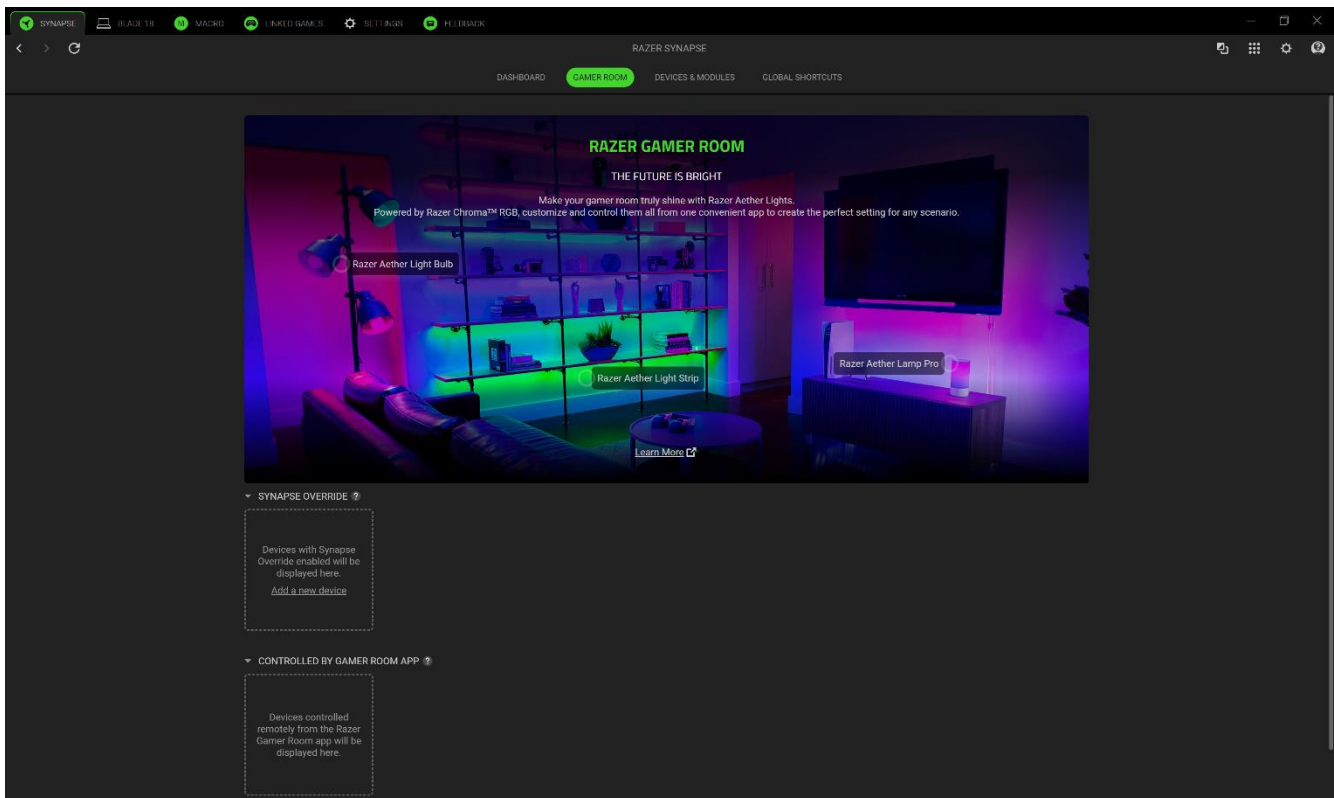 SYNAPSE
BLADE 18
MACRO
LINKED GAMES
SETTINGS
FEEDBACK
RAZER SYNAPSE
DASHBOARD
GAMER ROOM
DEVICES & MODULES
GLOBAL SHORTCUTS
RAZER GAMER ROOM
THE FUTURE IS BRIGHT
Make your gamer room truly shine with Razer Aether Lights.
Powered by Razer Chroma™ RGB, customize and control them all from one convenient app to create the perfect setting for any scenario.
Razer Aether Light Bulb
Razer Aether Lamp Pro
Razer Aether Light Strip
Learn More
SYNAPSE OVERRIDE ?
Devices with Synapse
Override enabled will be
displayed here.
Add a new device
CONTROLLED BY GAMER ROOM APP ?
Devices controlled
remotely from the Razer
Gamer Room app will be
displayed here.